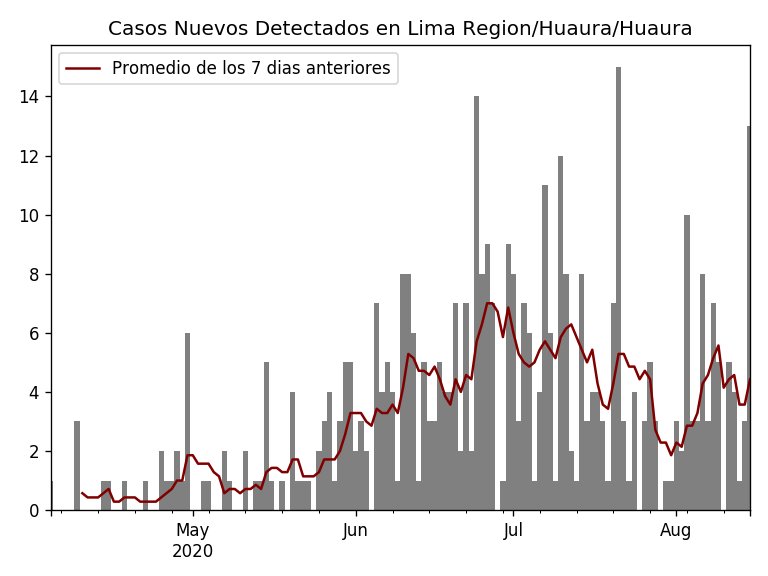 Casos Nuevos Detectados en Lima Region/Huaura/Huaura
Promedio de los 7 dias anteriores
14
12
10
8
6
4
2
0
May
2020
Jun
Jul
Aug